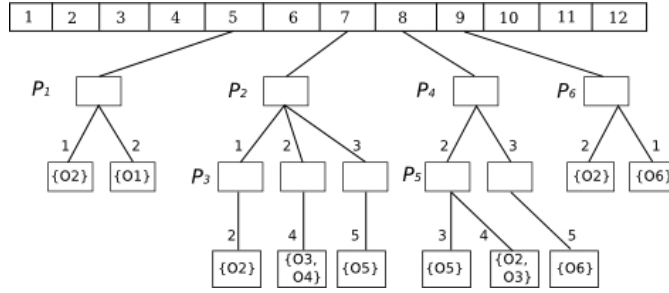 1 2 3 4 5 6 7 8 9 10 11 12
P1 P2 P4 P6
1 2 1 2 3 2 3 2 1
{O2} {O1} P3 P5 {O2} {O6}
2 4 5 3 4 5
{O2} {O3, O4} {O5} {O5} {O2, O3} {O6}